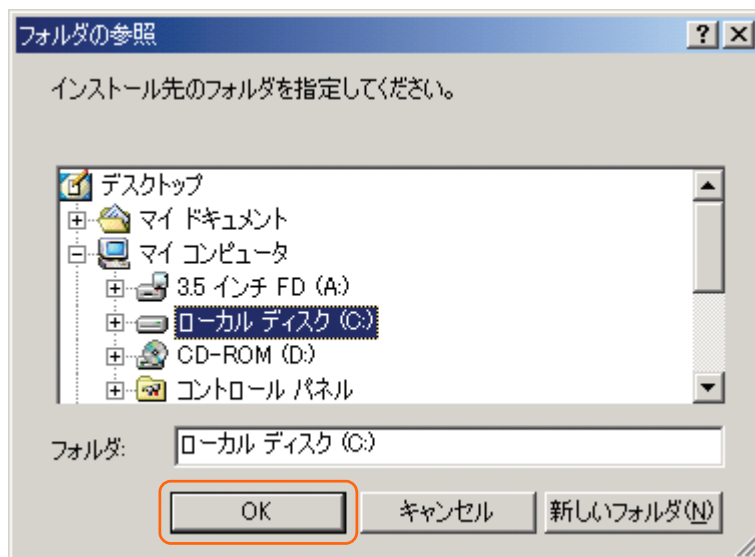 フォルダの参照
インストール先のフォルダを指定してください。
デスクトップ
マイ ドキュメント
マイ コンピュータ
3.5 インチ FD (A:)
ローカル ディスク (C:)
CD-ROM (D:)
コントロール パネル
フォルダ: ローカル ディスク (C:)
OK キャンセル 新しいフォルダ(N)